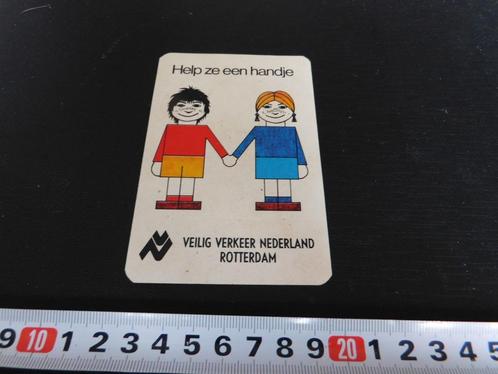 Help ze een handje
VEILIG VERKEER NEDERLAND
ROTTERDAM
9 10 1 2 3 4 5 6 7 8 9 20 1 2 3 4 5